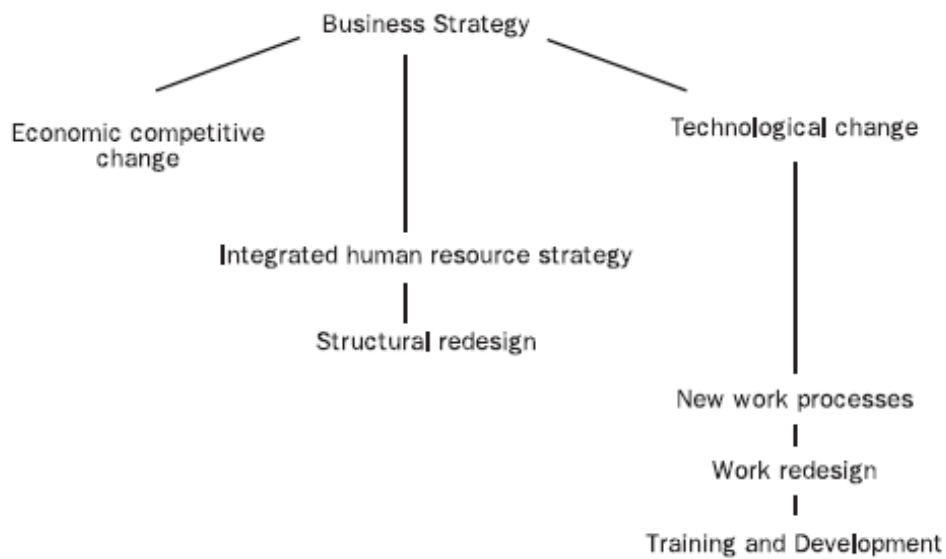 Business Strategy
Economic competitive
change
Technological change
Integrated human resource strategy
Structural redesign
New work processes
Work redesign
Training and Development